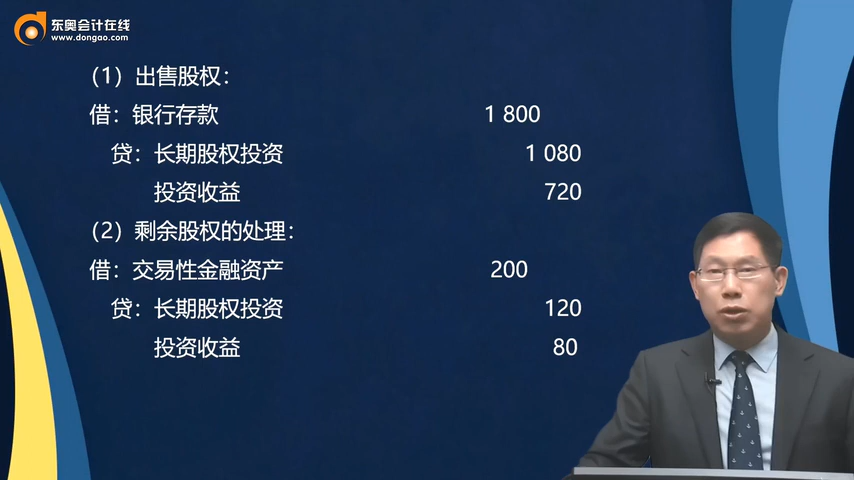 东奥会计在线
www.dongao.com
（1）出售股权：
借：银行存款 1 800
贷：长期股权投资 1 080
投资收益 720
（2）剩余股权的处理：
借：交易性金融资产 200
贷：长期股权投资 120
投资收益 80